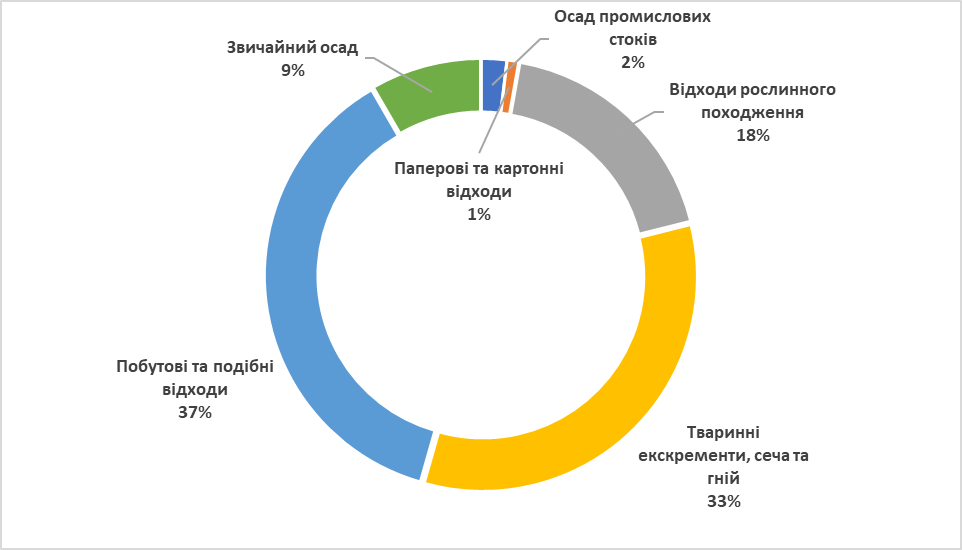 Осад промислових
стоків
2%
Звичайний осад
9%
Відходи рослинного
походження
18%
Паперові та картонні
відходи
1%
Побутові та подібні
відходи
37%
Тваринні
екскременти, сеча та
гній
33%